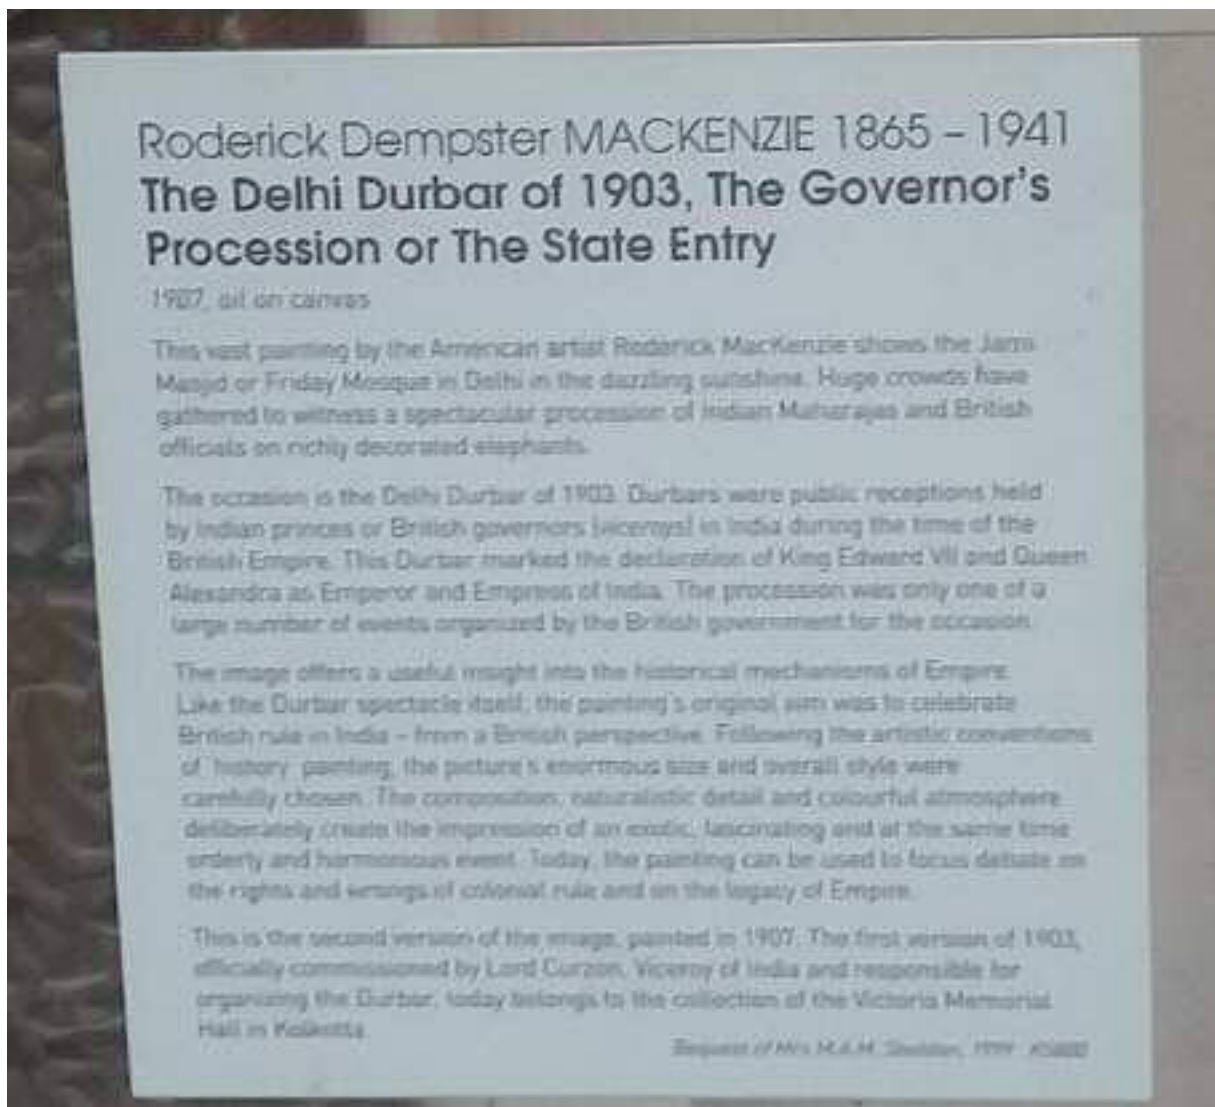 Roderick Dempster MACKENZIE 1865 – 1941
The Delhi Durbar of 1903, The Governor's
Procession or The State Entry
1907, oil on canvas
This vast painting by the American artist Roderick MacKenzie shows the Jami
Masjid or Friday Mosque in Delhi in the dazzling sunshine. Huge crowds have
gathered to witness a spectacular procession of Indian Maharajas and British
officials on richly decorated elephants.
The occasion is the Delhi Durbar of 1903. Durbars were public receptions held
by Indian princes or British governors (viceroys) in India during the time of the
British Empire. This Durbar marked the declaration of King Edward VII and Queen
Alexandra as Emperor and Empress of India. The procession was only one of a
large number of events organized by the British government for the occasion.
The image offers a useful insight into the historical mechanisms of Empire.
Like the Durbar spectacle itself, the painting's original aim was to celebrate
British rule in India – from a British perspective. Following the artistic conventions
of 'history' painting, the picture's enormous size and overall style were
carefully chosen. The composition, naturalistic detail and colourful atmosphere
deliberately create the impression of an exotic, fascinating and at the same time
orderly and harmonious event. Today, the painting can be used to focus debate on
the rights and wrongs of colonial rule and on the legacy of Empire.
This is the second version of the image, painted in 1907. The first version of 1903,
officially commissioned by Lord Curzon, Viceroy of India and responsible for
organizing the Durbar, today belongs to the collection of the Victoria Memorial
Hall in Kolkotta.
Bequest of Mrs M.A.M.